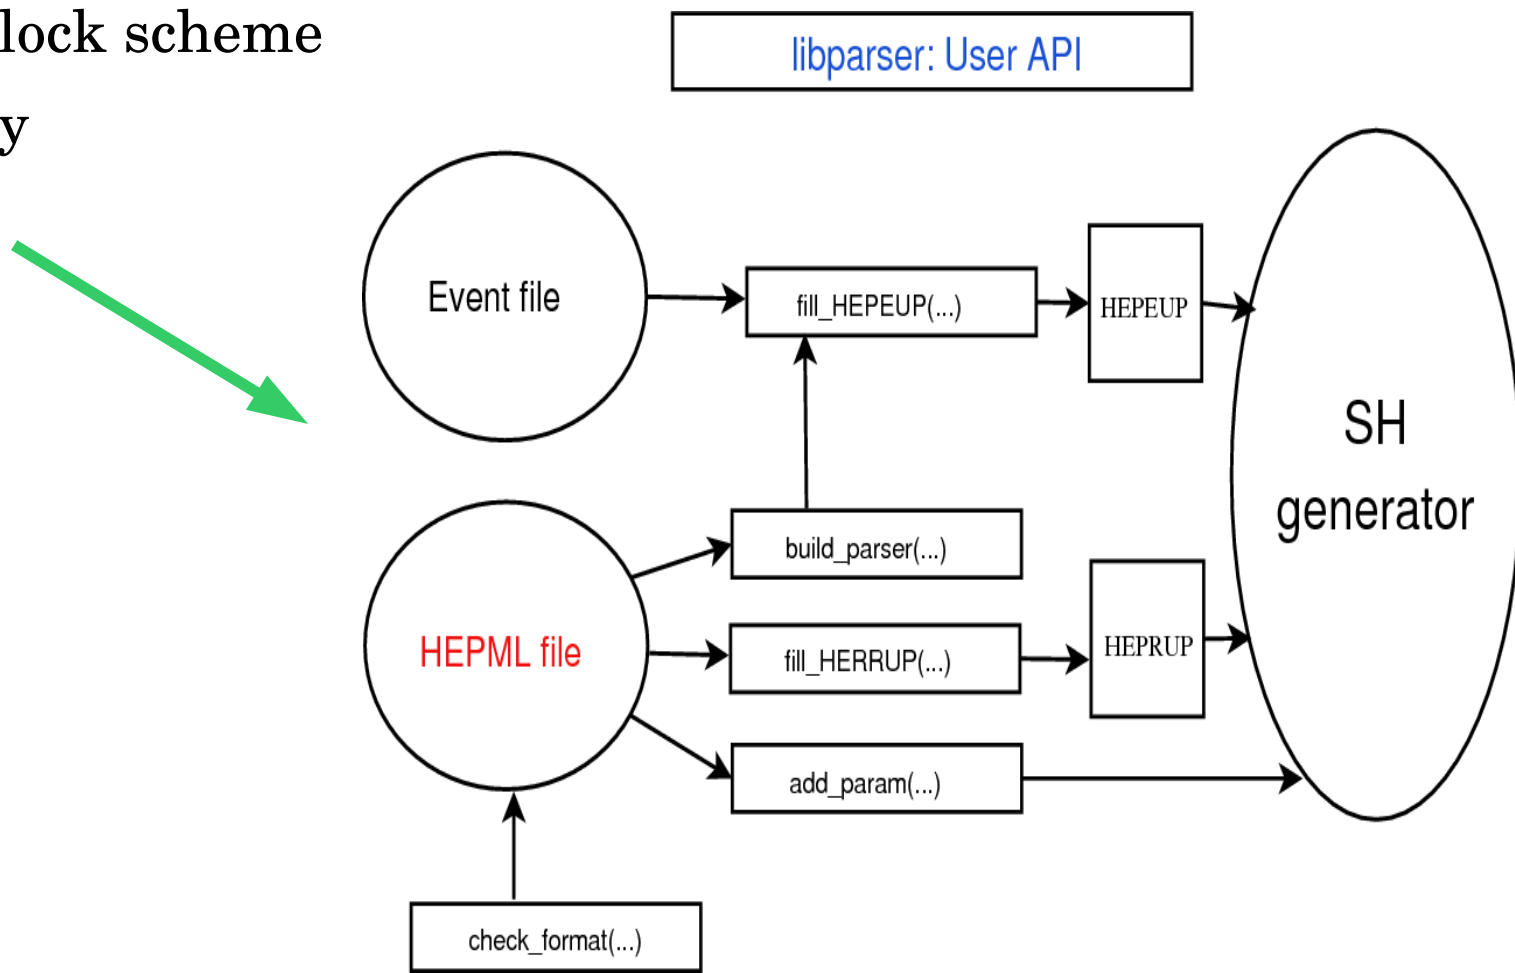 lock scheme
y
libparser: User API
Event file
fill_HEPEUP(...)
HEPEUP
SH
generator
build_parser(...)
HEPML file
fill_HERRUP(...)
HEPRUP
add_param(...)
check_format(...)